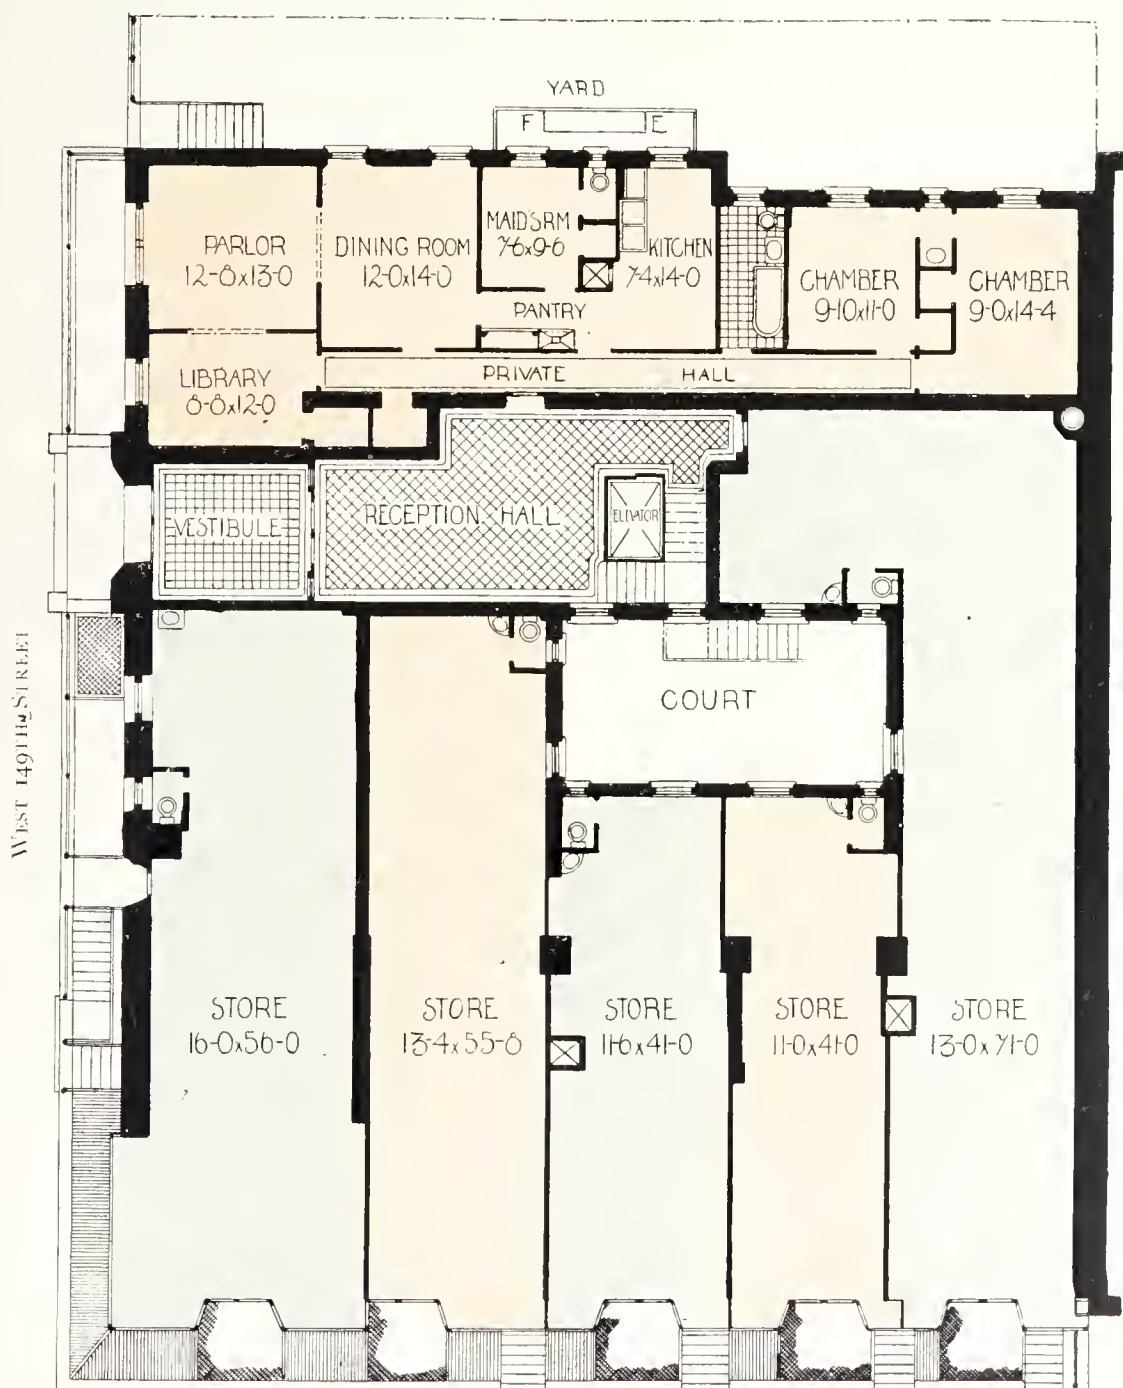 YARD
F E
PARLOR
12-8x13-0
DINING ROOM
12-0x14-0
MAID'S RM
7-6x9-6
KITCHEN
7-4x14-0
PANTRY
CHAMBER
9-10x11-0
CHAMBER
9-0x14-4
LIBRARY
8-8x12-0
PRIVATE HALL
VESTIBULE
RECEPTION HALL
ELEVATOR
COURT
WEST 149TH STREET
STORE
16-0x56-0
STORE
13-4x55-8
STORE
11-6x41-0
STORE
11-0x41-0
STORE
13-0x71-0